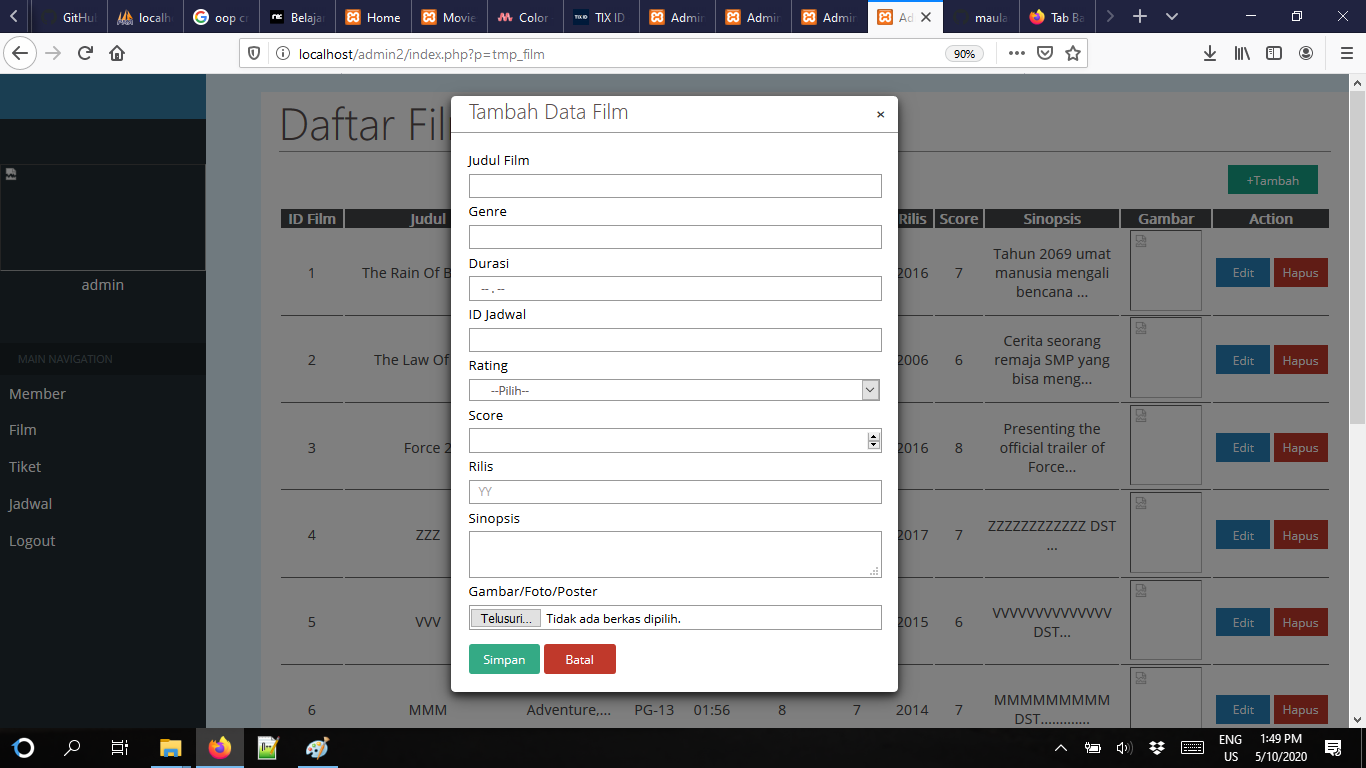 GitHub
localh
oop cr
Belajar
Home
Movie
Color
TIX ID
Admin
Admin
Admin
Ad
maula
Tab Ba
localhost/admin2/index.php?p=tmp_film
90%
admin
MAIN NAVIGATION
Member
Film
Tiket
Jadwal
Logout
Daftar Fil
+Tambah
ID Film Judul Rilis Score Sinopsis Gambar Action
1 The Rain Of B 2016 7 Tahun 2069 umat
manusia mengali
bencana ...
Edit Hapus
2 The Law Of 2006 6 Cerita seorang
remaja SMP yang
bisa meng...
Edit Hapus
3 Force 2 2016 8 Presenting the
official trailer of
Force...
Edit Hapus
4 ZZZ 2017 7 ZZZZZZZZZZZZ DST
...
Edit Hapus
5 VVV 2015 6 VVVVVVVVVVVVVV
DST...
Edit Hapus
6 MMM Adventure,... PG-13 01:56 8 7 2014 7 MMMMMMMMM
DST.............
Edit Hapus
Tambah Data Film
×
Judul Film
Genre
Durasi
-- . --
ID Jadwal
Rating
--Pilih--
Score
Rilis
YY
Sinopsis
Gambar/Foto/Poster
Telusuri... Tidak ada berkas dipilih.
Simpan Batal
ENG
US
1:49 PM
5/10/2020